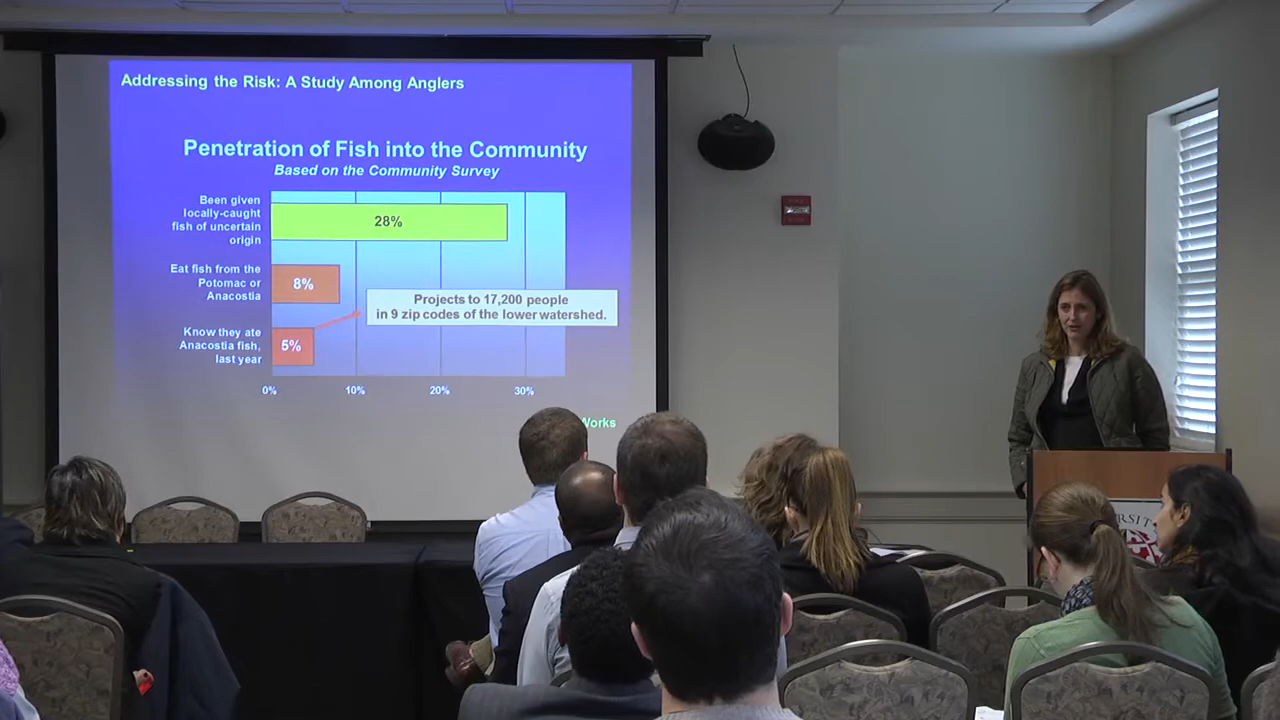 Addressing the Risk: A Study Among Anglers
Penetration of Fish into the Community
Based on the Community Survey
Been given
locally-caught
fish of uncertain
origin
28%
Eat fish from the
Potomac or
Anacostia
8%
Projects to 17,200 people
in 9 zip codes of the lower watershed.
Know they ate
Anacostia fish,
last year
5%
0%
10%
20%
30%
Works
RSIT